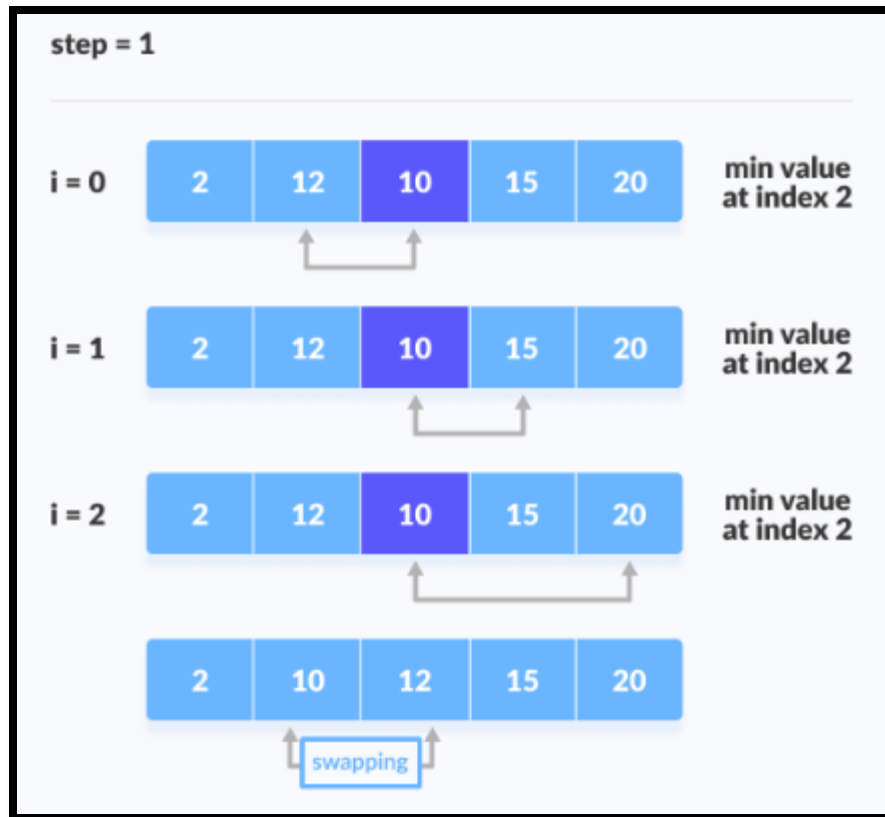 step = 1
i = 0 2 12 10 15 20 min value
at index 2
i = 1 2 12 10 15 20 min value
at index 2
i = 2 2 12 10 15 20 min value
at index 2
2 10 12 15 20
swapping